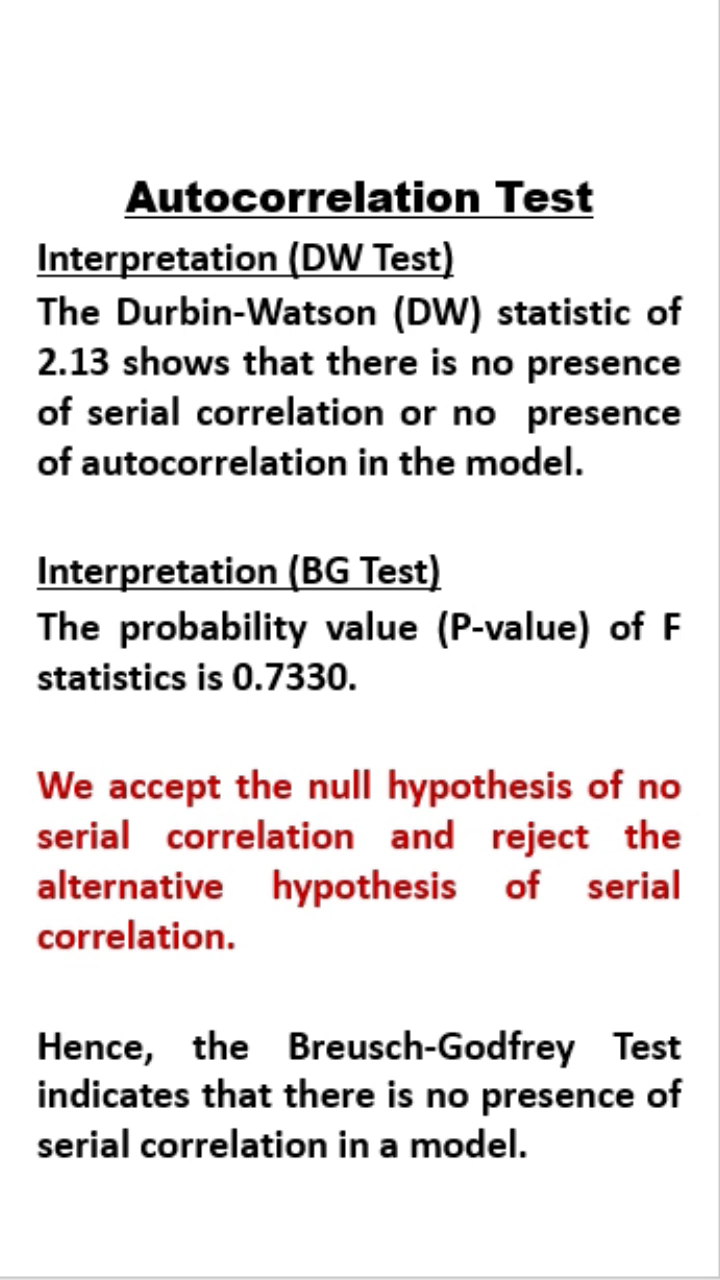 Autocorrelation Test
Interpretation (DW Test)
The Durbin-Watson (DW) statistic of
2.13 shows that there is no presence
of serial correlation or no presence
of autocorrelation in the model.
Interpretation (BG Test)
The probability value (P-value) of F
statistics is 0.7330.
We accept the null hypothesis of no
serial correlation and reject the
alternative hypothesis of serial
correlation.
Hence, the Breusch-Godfrey Test
indicates that there is no presence of
serial correlation in a model.